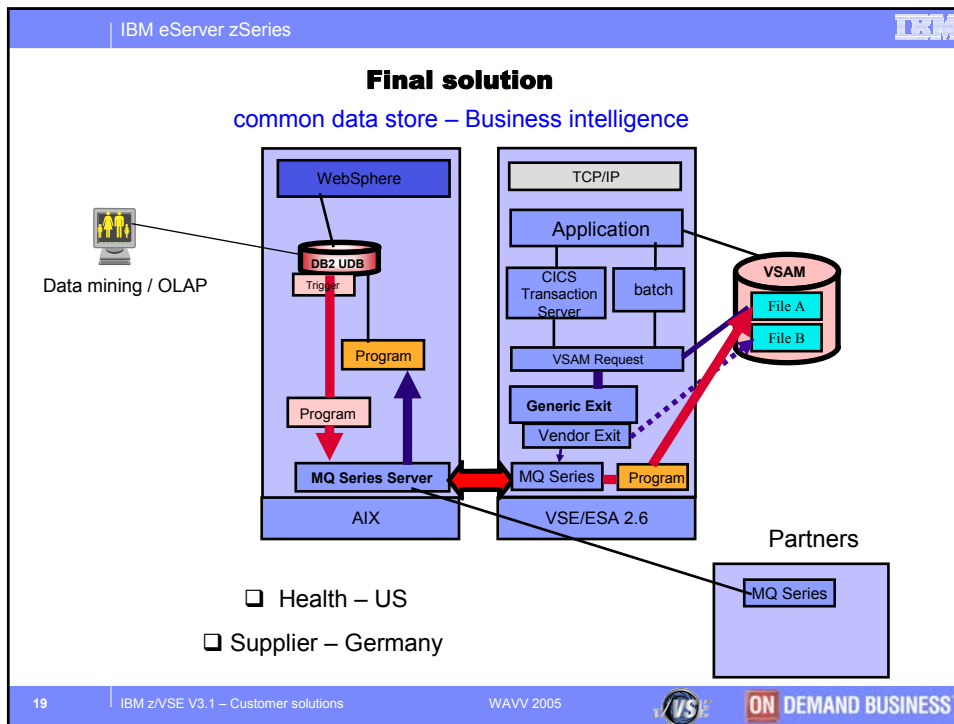 IBM eServer zSeries
IBM
Final solution
common data store – Business intelligence
WebSphere
DB2 UDB
Trigger
Data mining / OLAP
Program
Program
MQ Series Server
AIX
TCP/IP
Application
CICS
Transaction
Server
batch
VSAM Request
Generic Exit
Vendor Exit
MQ Series
Program
VSE/ESA 2.6
VSAM
File A
File B
Partners
MQ Series
❑ Health – US
❑ Supplier – Germany
19
IBM z/VSE V3.1 – Customer solutions
WAVV 2005
VS
ON DEMAND BUSINESS